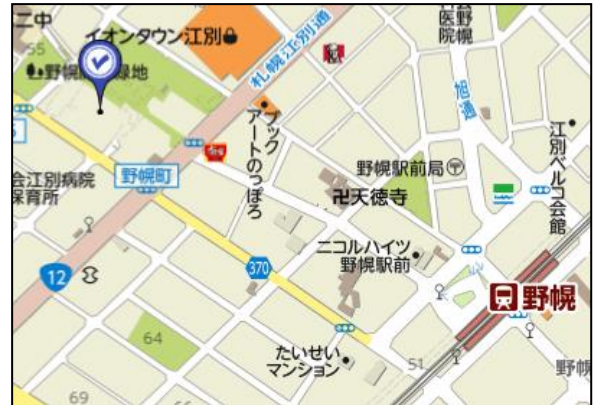 二中
55
イオンタウン江別
野幌
緑地
札幌江別通
KFC
医院
会野幌
科
旭通
ブック
アートのっぽろ
野幌町
会江別病院
保育所
野幌駅前局
卍天徳寺
江別ベルコ会館
ニコルハイツ
野幌駅前
12
370
野幌
64
たいせい
マンション
51
野幌
69